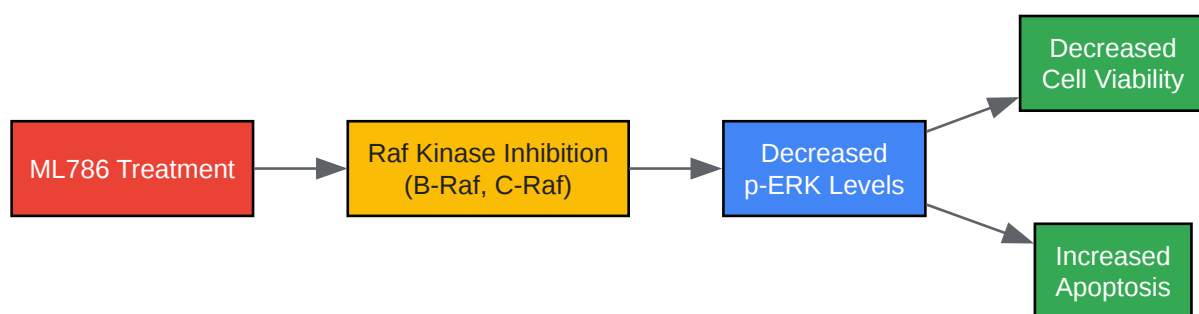 ML786 Treatment
Raf Kinase Inhibition
(B-Raf, C-Raf)
Decreased
p-ERK Levels
Decreased
Cell Viability
Increased
Apoptosis